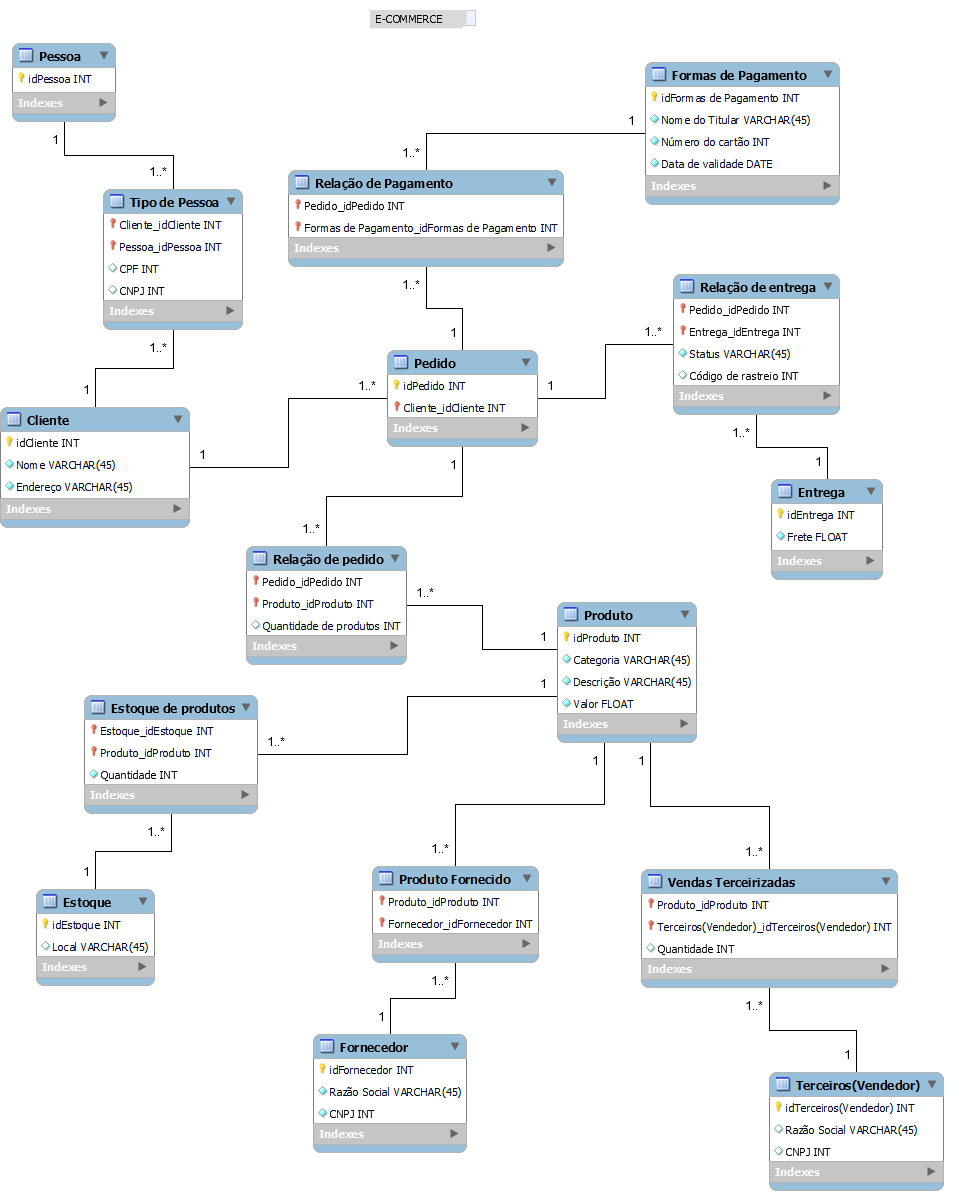 E-COMMERCE
Pessoa
idPessoa INT
Indexes
1
1..*
Tipo de Pessoa
Cliente_idCliente INT
Pessoa_idPessoa INT
CPF INT
CNPJ INT
Indexes
1..*
1
Cliente
idCliente INT
Nome VARCHAR(45)
Endereço VARCHAR(45)
Indexes
1
1..*
Formas de Pagamento
idFormas de Pagamento INT
Nome do Titular VARCHAR(45)
Número do cartão INT
Data de validade DATE
Indexes
1
1..*
Relação de Pagamento
Pedido_idPedido INT
Formas de Pagamento_idFormas de Pagamento INT
Indexes
1..*
1
Pedido
idPedido INT
Cliente_idCliente INT
Indexes
1
1..*
Relação de entrega
Pedido_idPedido INT
Entrega_idEntrega INT
Status VARCHAR(45)
Código de rastreio INT
Indexes
1..*
1
Entrega
idEntrega INT
Frete FLOAT
Indexes
1
1..*
Relação de pedido
Pedido_idPedido INT
Produto_idProduto INT
Quantidade de produtos INT
Indexes
1..*
1
Produto
idProduto INT
Categoria VARCHAR(45)
Descrição VARCHAR(45)
Valor FLOAT
Indexes
1
1..*
Estoque de produtos
Estoque_idEstoque INT
Produto_idProduto INT
Quantidade INT
Indexes
1..*
1
Estoque
idEstoque INT
Local VARCHAR(45)
Indexes
1
1..*
Produto Fornecido
Produto_idProduto INT
Fornecedor_idFornecedor INT
Indexes
1..*
1
Fornecedor
idFornecedor INT
Razão Social VARCHAR(45)
CNPJ INT
Indexes
1
1..*
Vendas Terceirizadas
Produto_idProduto INT
Terceiros(Vendedor)_idTerceiros(Vendedor) INT
Quantidade INT
Indexes
1..*
1
Terceiros(Vendedor)
idTerceiros(Vendedor) INT
Razão Social VARCHAR(45)
CNPJ INT
Indexes